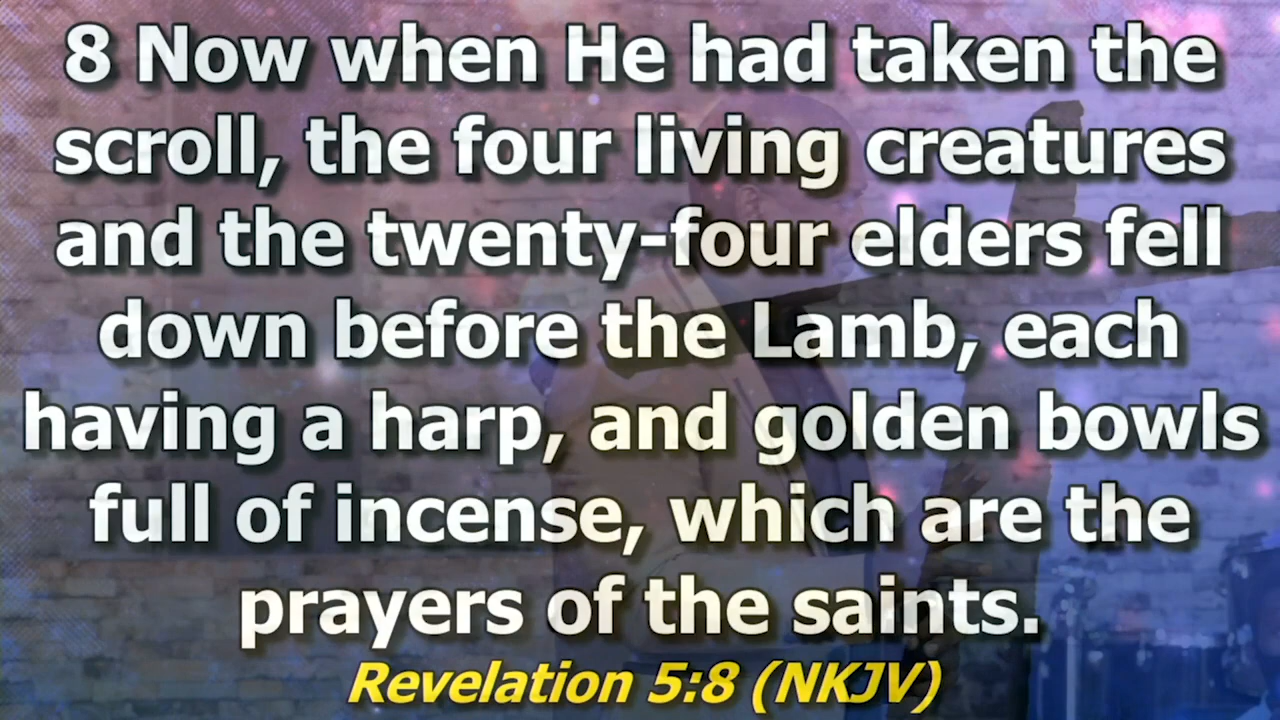 8 Now when He had taken the
scroll, the four living creatures
and the twenty-four elders fell
down before the Lamb, each
having a harp, and golden bowls
full of incense, which are the
prayers of the saints.
Revelation 5:8 (NKJV)